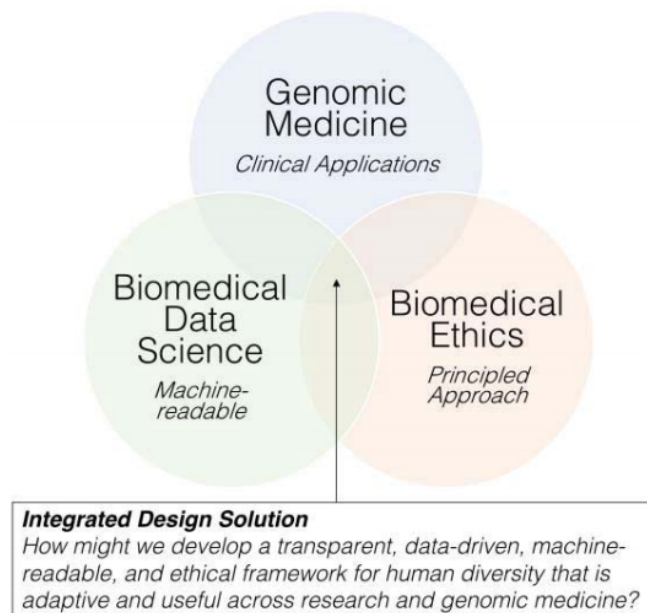 Genomic
Medicine
Clinical Applications
Biomedical
Data
Science
Machine-
readable
Biomedical
Ethics
Principled
Approach
Integrated Design Solution
How might we develop a transparent, data-driven, machine-
readable, and ethical framework for human diversity that is
adaptive and useful across research and genomic medicine?